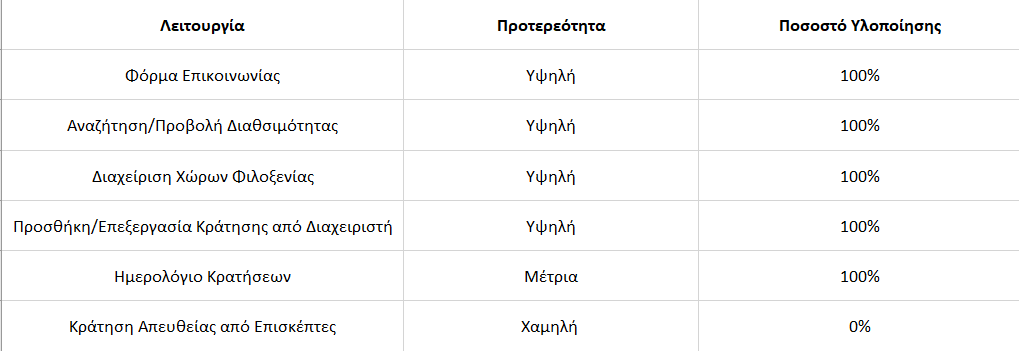 Λειτουργία Προτερεότητα Ποσοστό Υλοποίησης
Φόρμα Επικοινωνίας Υψηλή 100%
Αναζήτηση/Προβολή Διαθσιμότητας Υψηλή 100%
Διαχείριση Χώρων Φιλοξενίας Υψηλή 100%
Προσθήκη/Επεξεργασία Κράτησης από Διαχειριστή Υψηλή 100%
Ημερολόγιο Κρατήσεων Μέτρια 100%
Κράτηση Απευθείας από Επισκέπτες Χαμηλή 0%